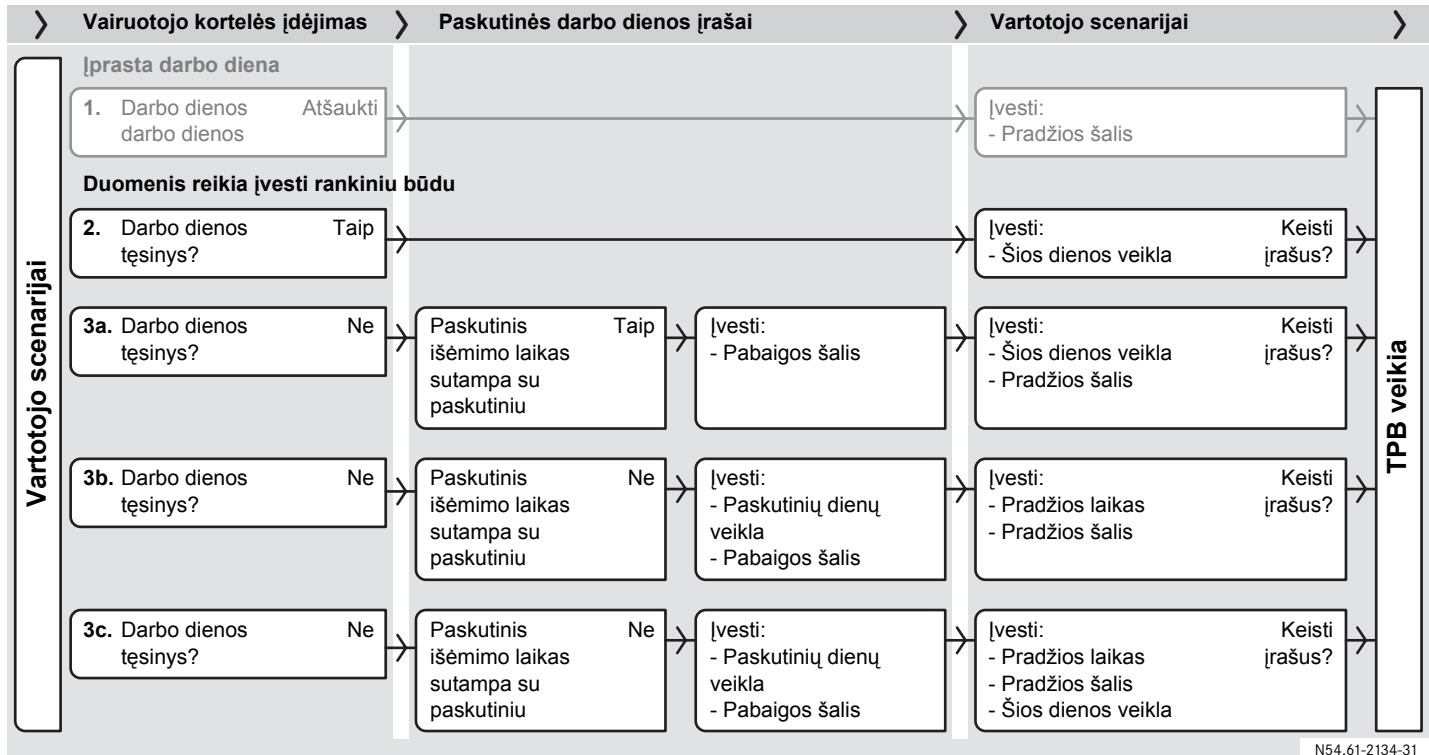 Vairuotojo kortelės įdėjimas
Paskutinės darbo dienos įrašai
Vartotojo scenarijai
Vartotojo scenarijai
Įprasta darbo diena
1. Darbo dienos Atšaukti
darbo dienos
Įvesti:
- Pradžios šalis
Duomenis reikia įvesti rankiniu būdu
2. Darbo dienos Taip
tęsinys?
Įvesti: Keisti
- Šios dienos veikla įrašus?
3a. Darbo dienos Ne
tęsinys?
Paskutinis Taip
išėmimo laikas
sutampa su
paskutiniu
Įvesti:
- Pabaigos šalis
Įvesti: Keisti
- Šios dienos veikla įrašus?
- Pradžios šalis
3b. Darbo dienos Ne
tęsinys?
Paskutinis Ne
išėmimo laikas
sutampa su
paskutiniu
Įvesti:
- Paskutinių dienų
veikla
- Pabaigos šalis
Įvesti: Keisti
- Pradžios laikas įrašus?
- Pradžios šalis
3c. Darbo dienos Ne
tęsinys?
Paskutinis Ne
išėmimo laikas
sutampa su
paskutiniu
Įvesti:
- Paskutinių dienų
veikla
- Pabaigos šalis
Įvesti: Keisti
- Pradžios laikas įrašus?
- Pradžios šalis
- Šios dienos veikla
TPB veikia
N54.61-2134-31